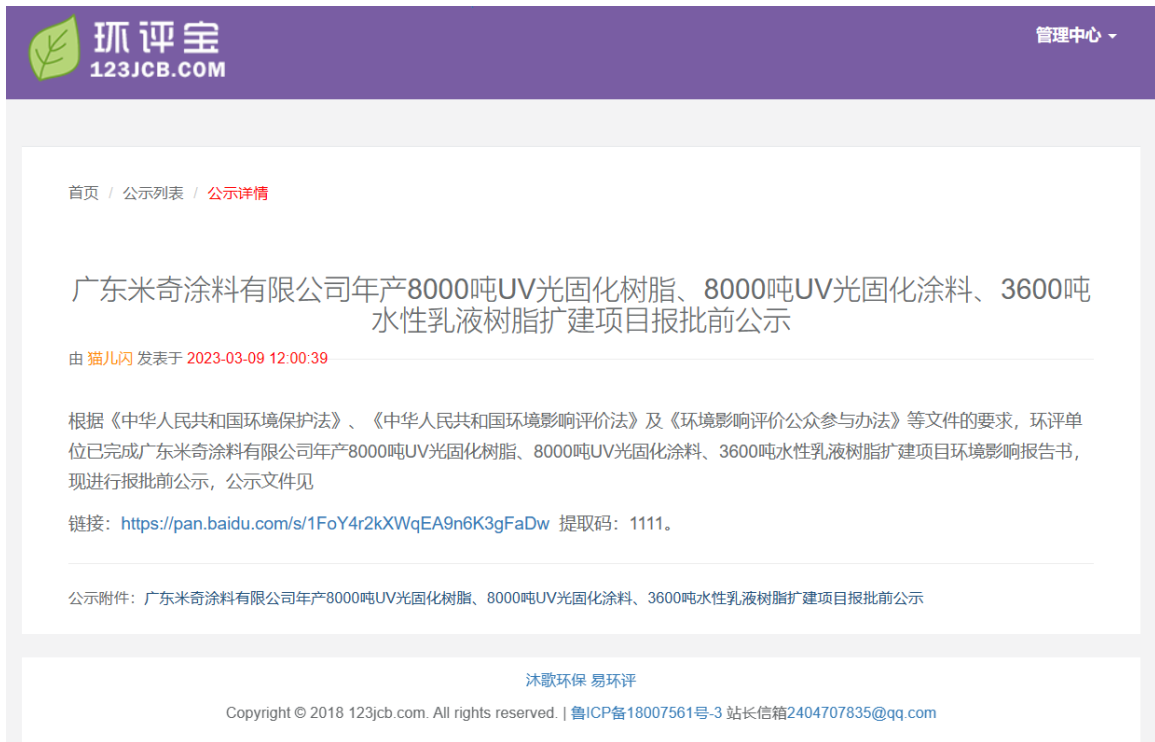 环评宝
123JCB.COM
管理中心
首页 / 公示列表 / 公示详情
广东米奇涂料有限公司年产8000吨UV光固化树脂、8000吨UV光固化涂料、3600吨
水性乳液树脂扩建项目报批前公示
由 猫儿闪 发表于 2023-03-09 12:00:39
根据《中华人民共和国环境保护法》、《中华人民共和国环境影响评价法》及《环境影响评价公众参与办法》等文件的要求，环评单
位已完成广东米奇涂料有限公司年产8000吨UV光固化树脂、8000吨UV光固化涂料、3600吨水性乳液树脂扩建项目环境影响报告书，
现进行报批前公示，公示文件见
链接：https://pan.baidu.com/s/1FoY4r2kXWqEA9n6K3gFaDw 提取码：1111。
公示附件：广东米奇涂料有限公司年产8000吨UV光固化树脂、8000吨UV光固化涂料、3600吨水性乳液树脂扩建项目报批前公示
沐歌环保 易环评
Copyright © 2018 123jcb.com. All rights reserved. | 鲁ICP备18007561号-3 站长信箱2404707835@qq.com